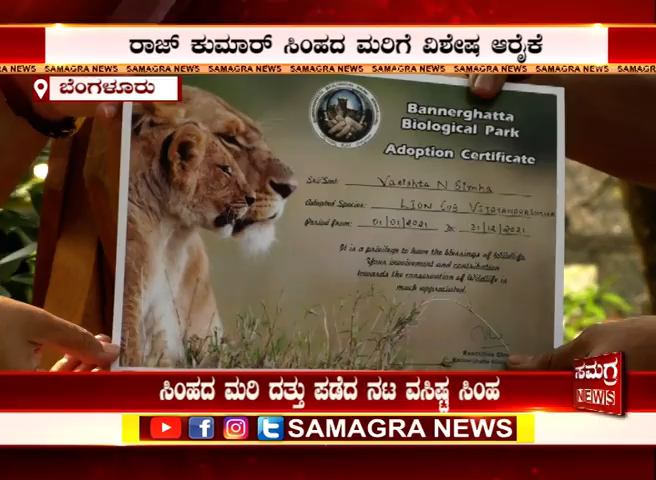 ರಾಜ್ ಕುಮಾರ್ ಸಿಂಹದ ಮರಿಗೆ ವಿಶೇಷ ಆರೈಕೆ
SAMAGRA NEWS SAMAGRA NEWS SAMAGRA NEWS SAMAGRA NEWS SAMAGRA NEWS SAMAGRA NEWS
ಬೆಂಗಳೂರು
Bannerghatta
Biological Park
Adoption Certificate
Sri/Smt: Vasishta N Simha
Adopted Species: LION Cub
Period from: 01/01/2021 To 31/12/2021
It is a privilege to have the blessings of Wildlife
Your involvement and contribution
towards the conservation of Wildlife is
much appreciated.
ಸಮಗ್ರ
NEWS
ಸಿಂಹದ ಮರಿ ದತ್ತು ಪಡೆದ ನಟ ವಸಿಷ್ಟ ಸಿಂಹ
SAMAGRA NEWS